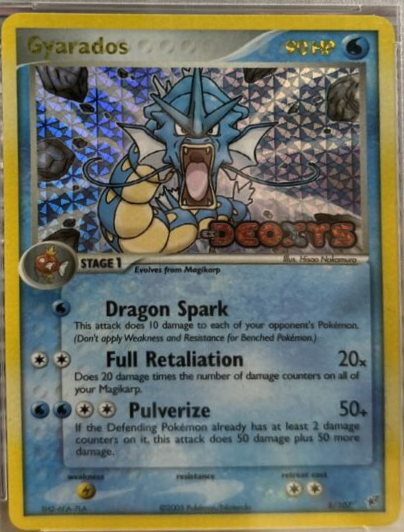 Gyarados 90 HP
DEOXYS
Illus. Hisao Nakamura
STAGE 1
Evolves from Magikarp
Dragon Spark
This attack does 10 damage to each of your opponent's Pokémon.
(Don't apply Weakness and Resistance for Benched Pokémon.)
Full Retaliation 20x
Does 20 damage times the number of damage counters on all of
your Magikarp.
Pulverize 50+
If the Defending Pokémon already has at least 2 damage
counters on it, this attack does 50 damage plus 50 more
damage.
weakness resistance retreat cost
©2005 Pokémon/Nintendo 8/107